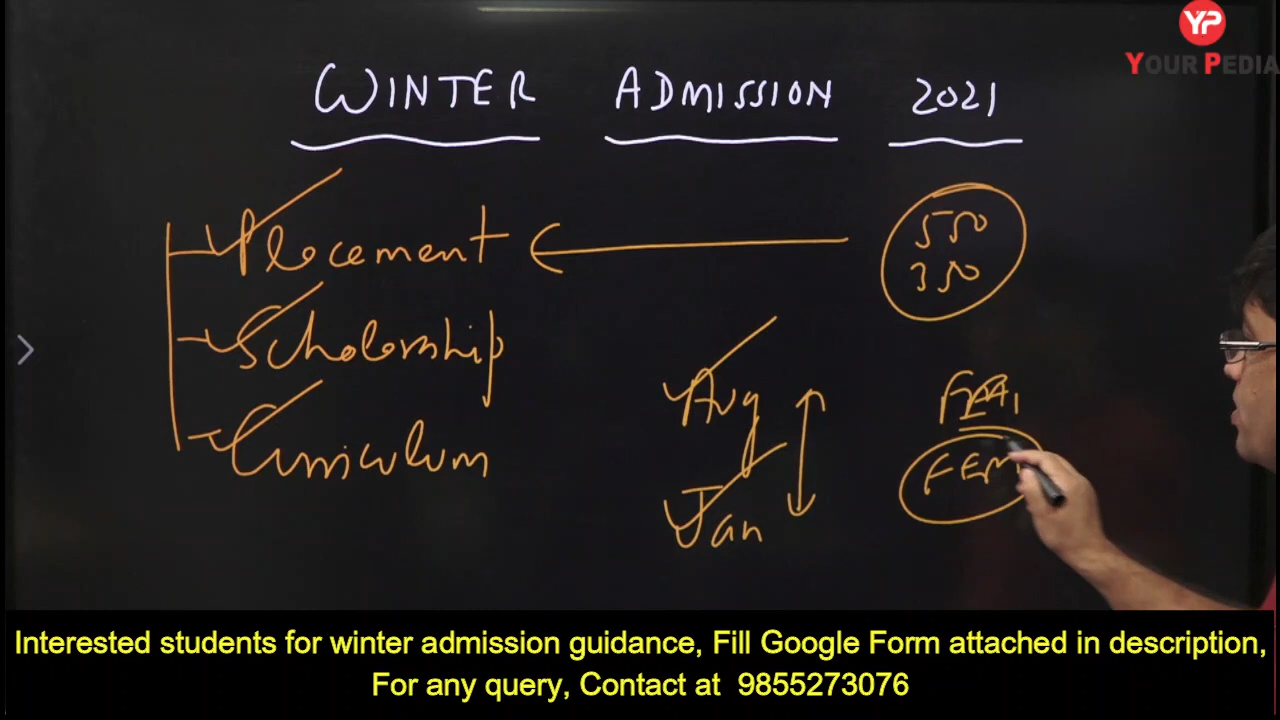 YP
YOUR PEDIA
WINTER ADMISSION 2021
Placement
550
350
Scholarship
Aug
Curriculum
FEM
Jan
Interested students for winter admission guidance, Fill Google Form attached in description,
For any query, Contact at 9855273076